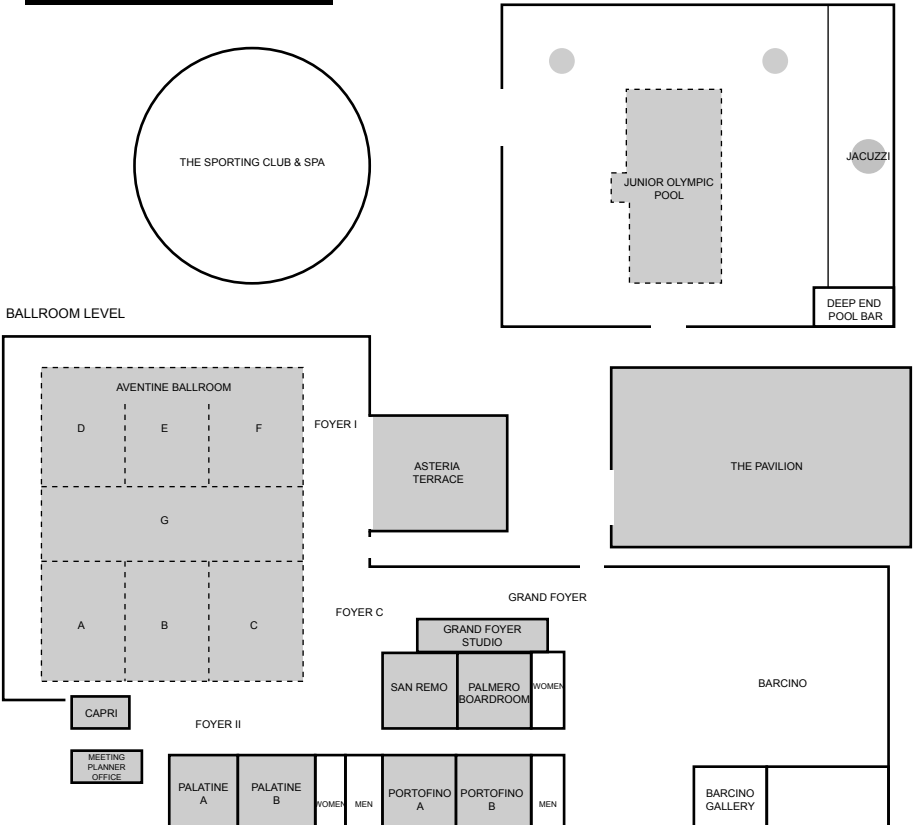 THE SPORTING CLUB & SPA
JACUZZI
JUNIOR OLYMPIC
POOL
DEEP END
POOL BAR
BALLROOM LEVEL
AVENTINE BALLROOM
D
E
F
FOYER I
ASTERIA
TERRACE
THE PAVILION
G
GRAND FOYER
FOYER C
A
B
C
GRAND FOYER
STUDIO
SAN REMO
PALMERO
BOARDROOM
WOMEN
BARCINO
CAPRI
FOYER II
MEETING
PLANNER
OFFICE
PALATINE
A
PALATINE
B
WOMEN
MEN
PORTOFINO
A
PORTOFINO
B
MEN
BARCINO
GALLERY